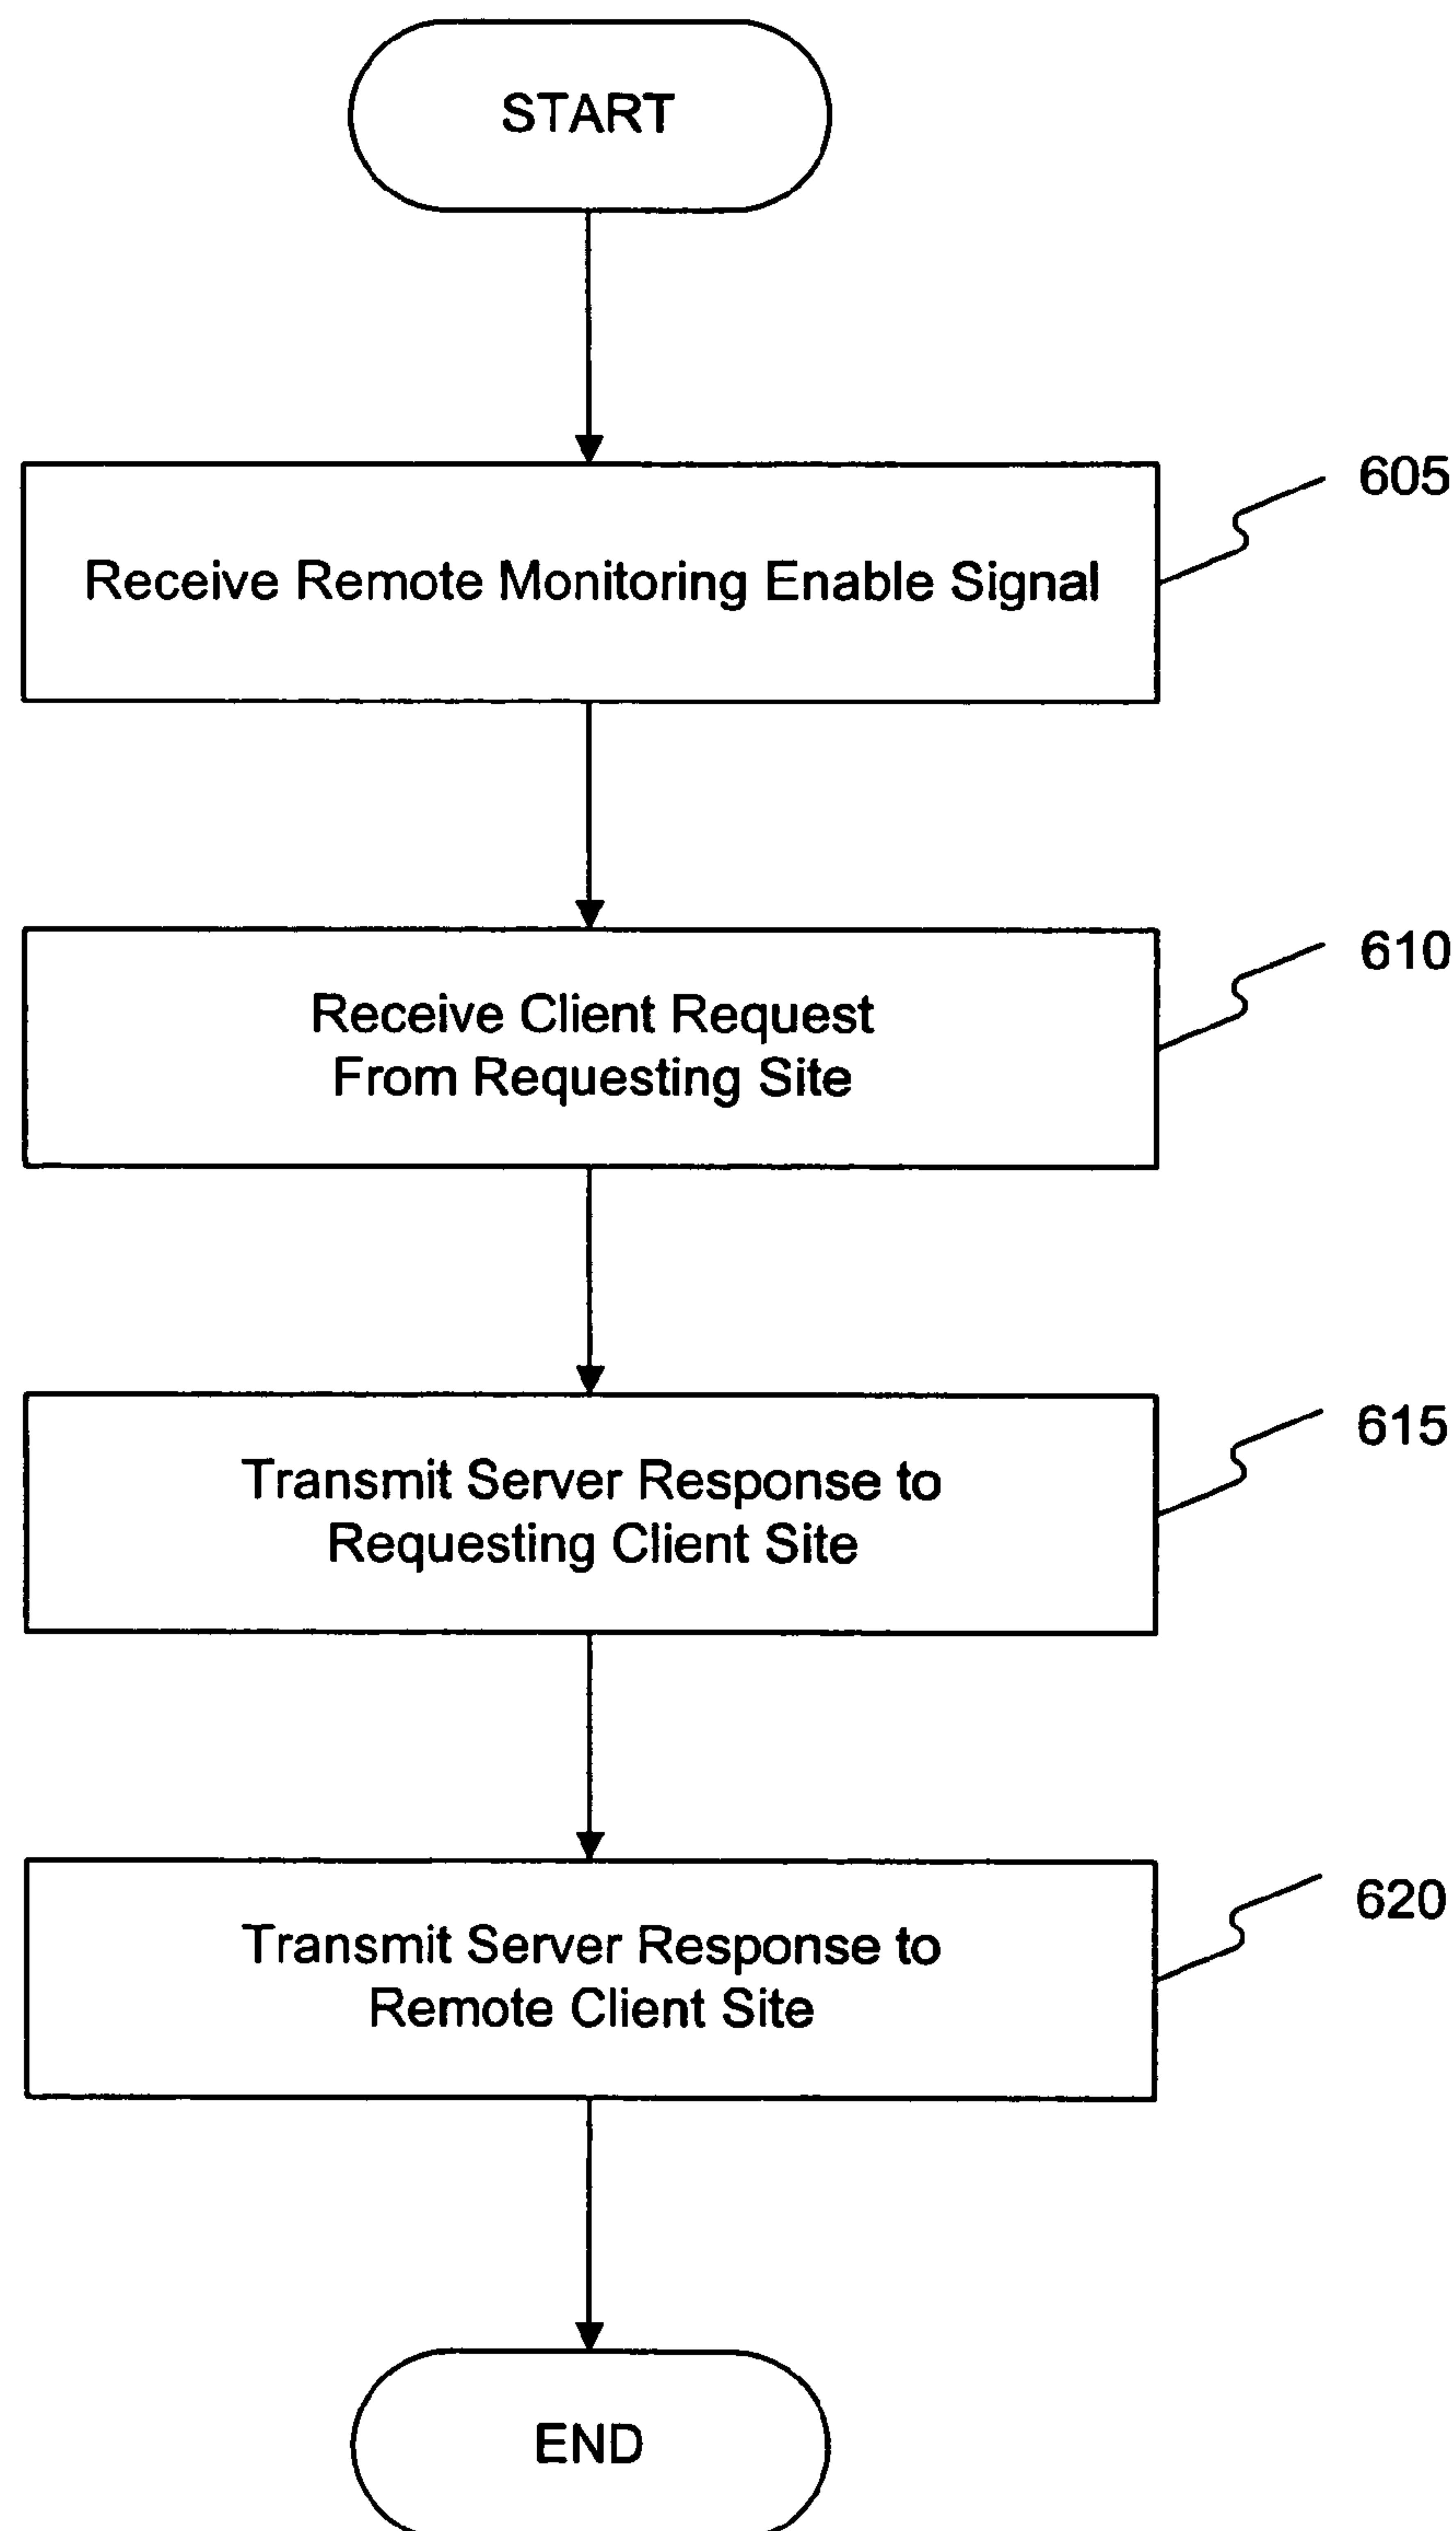 START
605
Receive Remote Monitoring Enable Signal
610
Receive Client Request
From Requesting Site
615
Transmit Server Response to
Requesting Client Site
620
Transmit Server Response to
Remote Client Site
END